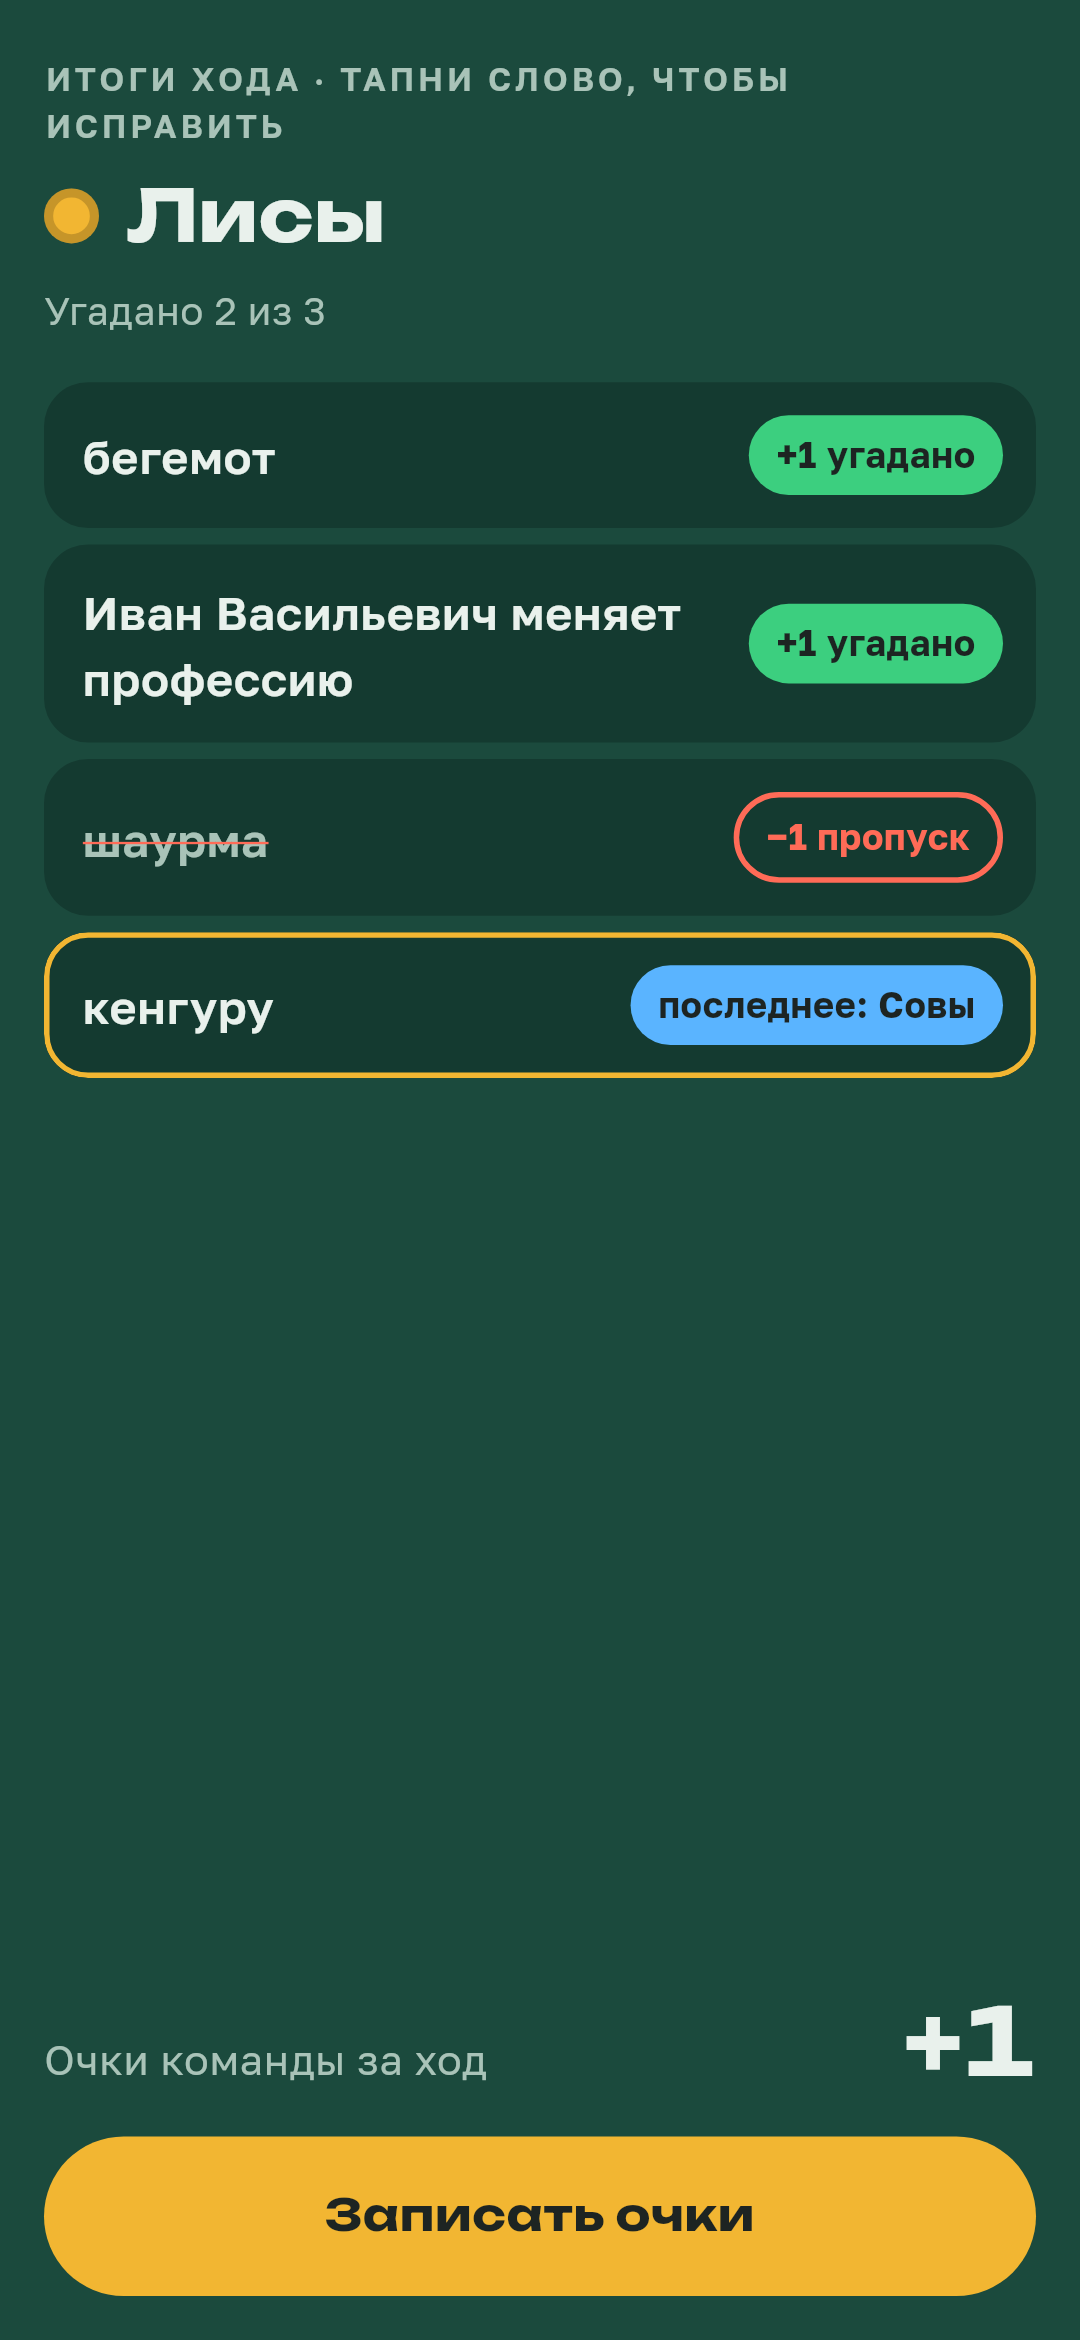 ИТОГИ ХОДА · ТАПНИ СЛОВО, ЧТОБЫ
ИСПРАВИТЬ
Лисы
Угадано 2 из 3
бегемот
+1 угадано
Иван Васильевич меняет
профессию
+1 угадано
шаурма
−1 пропуск
кенгуру
последнее: Совы
Очки команды за ход
+1
Записать очки